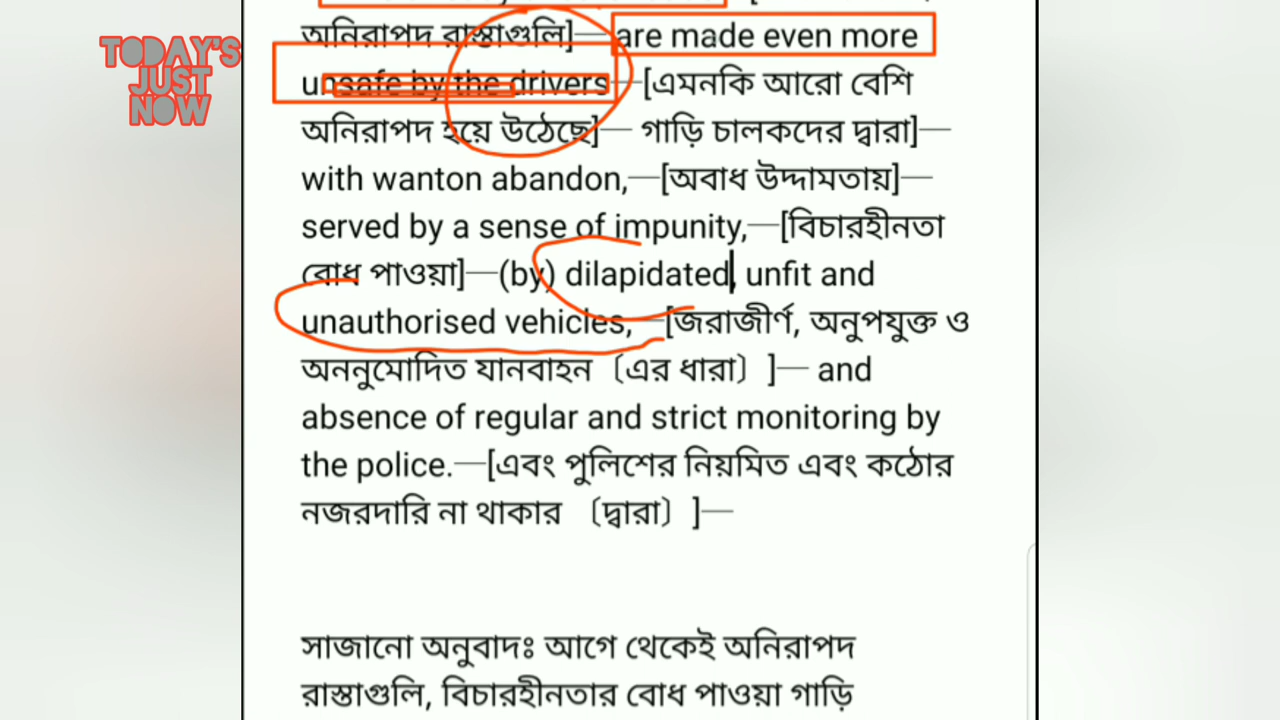 TODAY'S
JUST
NOW
অনিরাপদ রাস্তাগুলি]— are made even more
unsafe by the drivers—[এমনকি আরো বেশি
অনিরাপদ হয়ে উঠেছে]— গাড়ি চালকদের দ্বারা]—
with wanton abandon,—[অবাধ উদ্দামতায়]—
served by a sense of impunity,—[বিচারহীনতা
বোধ পাওয়া]—(by) dilapidated, unfit and
unauthorised vehicles,—[জরাজীর্ণ, অনুপযুক্ত ও
অননুমোদিত যানবাহন〔এর ধারা〕]— and
absence of regular and strict monitoring by
the police.—[এবং পুলিশের নিয়মিত এবং কঠোর
নজরদারি না থাকার〔দ্বারা〕]—
সাজানো অনুবাদঃ আগে থেকেই অনিরাপদ
রাস্তাগুলি, বিচারহীনতার বোধ পাওয়া গাড়ি